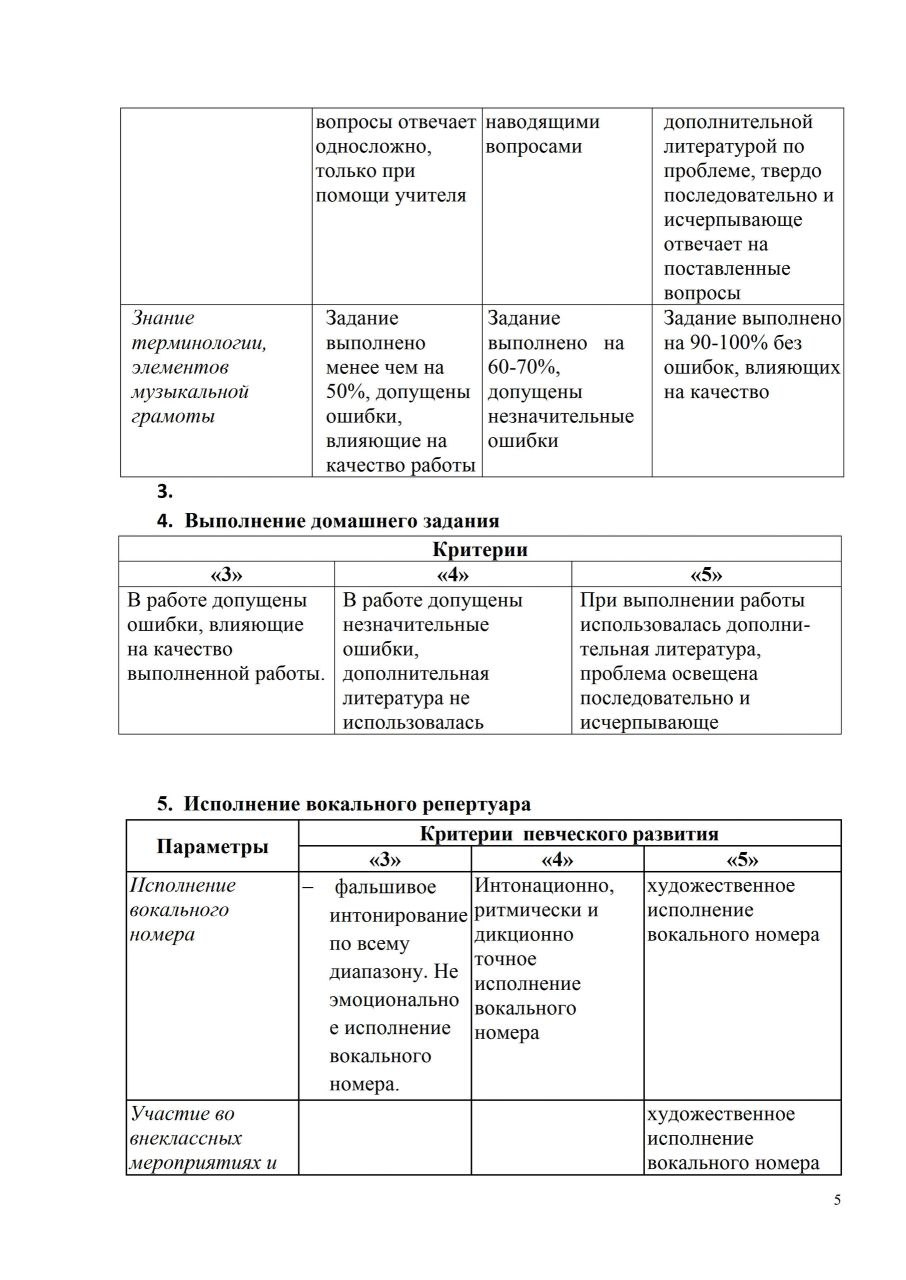 вопросы отвечает
односложно,
только при
помощи учителя
наводящими
вопросами
дополнительной
литературой по
проблеме, твердо
последовательно и
исчерпывающе
отвечает на
поставленные
вопросы
Знание
терминологии,
элементов
музыкальной
грамоты
Задание
выполнено
менее чем на
50%, допущены
ошибки,
влияющие на
качество работы
Задание
выполнено на
60-70%,
допущены
незначительные
ошибки
Задание выполнено
на 90-100% без
ошибок, влияющих
на качество
3.
4. Выполнение домашнего задания
Критерии
«3»
«4»
«5»
В работе допущены
ошибки, влияющие
на качество
выполненной работы.
В работе допущены
незначительные
ошибки,
дополнительная
литература не
использовалась
При выполнении работы
использовалась дополни-
тельная литература,
проблема освещена
последовательно и
исчерпывающе
5. Исполнение вокального репертуара
Параметры
Критерии певческого развития
«3»
«4»
«5»
Исполнение
вокального
номера
– фальшивое
интонирование
по всему
диапазону. Не
эмоционально
е исполнение
вокального
номера.
Интонационно,
ритмически и
дикционно
точное
исполнение
вокального
номера
художественное
исполнение
вокального номера
Участие во
внеклассных
мероприятиях и
художественное
исполнение
вокального номера
5